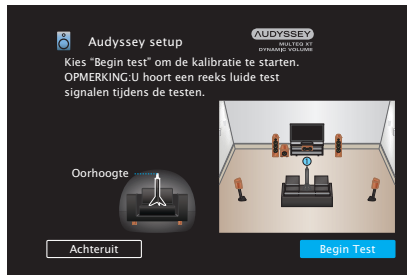 Audyssey setup
AUDYSSEY
MULTEQ XT
DYNAMIC VOLUME
Kies “Begin test” om de kalibratie te starten.
OPMERKING:U hoort een reeks luide test
signalen tijdens de testen.
Oorhoogte
1
Achteruit
Begin Test